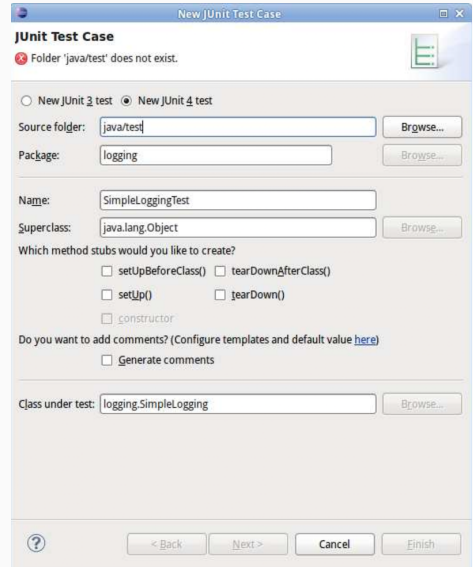 New JUnit Test Case
JUnit Test Case
Folder 'java/test' does not exist.
New JUnit 3 test New JUnit 4 test
Source folder: java/test Browse...
Package: logging Browse...
Name: SimpleLoggingTest
Superclass: java.lang.Object Browse...
Which method stubs would you like to create?
setUpBeforeClass() tearDownAfterClass()
setUp() tearDown()
constructor
Do you want to add comments? (Configure templates and default value here)
Generate comments
Class under test: logging.SimpleLogging Browse...
? < Back Next > Cancel Finish